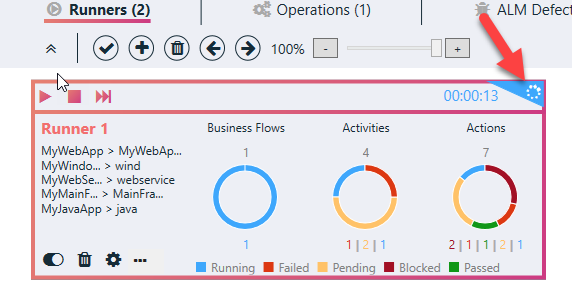 Runners (2)
Operations (1)
ALM Defect
100%
- +
00:00:13
Runner 1
MyWebApp > MyWebAp...
MyWindo... > wind
MyWebSe... > webservice
MyMainF... > MainFra...
MyJavaApp > java
Business Flows
1
1
Activities
4
1 | 2 | 1
Actions
7
2 | 1 | 1 | 2 | 1
Running Failed Pending Blocked Passed